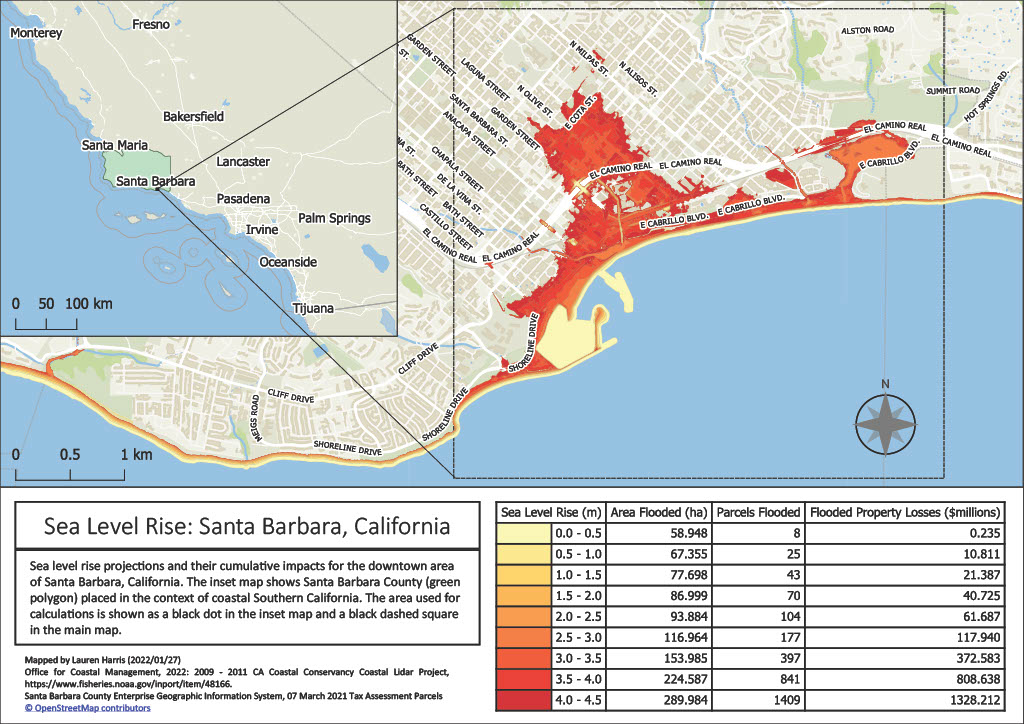 Monterey
Fresno
Bakersfield
Santa Maria
Lancaster
Santa Barbara
Pasadena
Palm Springs
Irvine
Oceanside
Tijuana
0 50 100 km
GARDEN STREET
ST.
LAGUNA STREET
N MILPAS ST.
N ALISOS ST.
N OLIVE ST.
E COTA ST.
SANTA BARBARA ST.
GARDEN STREET
ANACAPA STREET
NA ST.
CHAPALA STREET
BATH STREET
DE LA VINA ST.
BATH STREET
CASTILLO STREET
EL CAMINO REAL
EL CAMINO REAL
EL CAMINO REAL
EL CAMINO REAL
E CABRILLO BLVD.
E CABRILLO BLVD.
ALSTON ROAD
SUMMIT ROAD
HOT SPRINGS RD.
EL CAMINO REAL
EL CAMINO REAL
E CABRILLO BLVD.
SHORELINE DRIVE
CLIFF DRIVE
CLIFF DRIVE
MEIGS ROAD
SHORELINE DRIVE
SHORELINE DRIVE
N
0 0.5 1 km
Sea Level Rise: Santa Barbara, California
Sea level rise projections and their cumulative impacts for the downtown area
of Santa Barbara, California. The inset map shows Santa Barbara County (green
polygon) placed in the context of coastal Southern California. The area used for
calculations is shown as a black dot in the inset map and a black dashed square
in the main map.
Mapped by Lauren Harris (2022/01/27)
Office for Coastal Management, 2022: 2009 - 2011 CA Coastal Conservancy Coastal Lidar Project,
https://www.fisheries.noaa.gov/inport/item/48166.
Santa Barbara County Enterprise Geographic Information System, 07 March 2021 Tax Assessment Parcels
© OpenStreetMap contributors
Sea Level Rise (m) Area Flooded (ha) Parcels Flooded Flooded Property Losses ($millions)
0.0 - 0.5 58.948 8 0.235
0.5 - 1.0 67.355 25 10.811
1.0 - 1.5 77.698 43 21.387
1.5 - 2.0 86.999 70 40.725
2.0 - 2.5 93.884 104 61.687
2.5 - 3.0 116.964 177 117.940
3.0 - 3.5 153.985 397 372.583
3.5 - 4.0 224.587 841 808.638
4.0 - 4.5 289.984 1409 1328.212